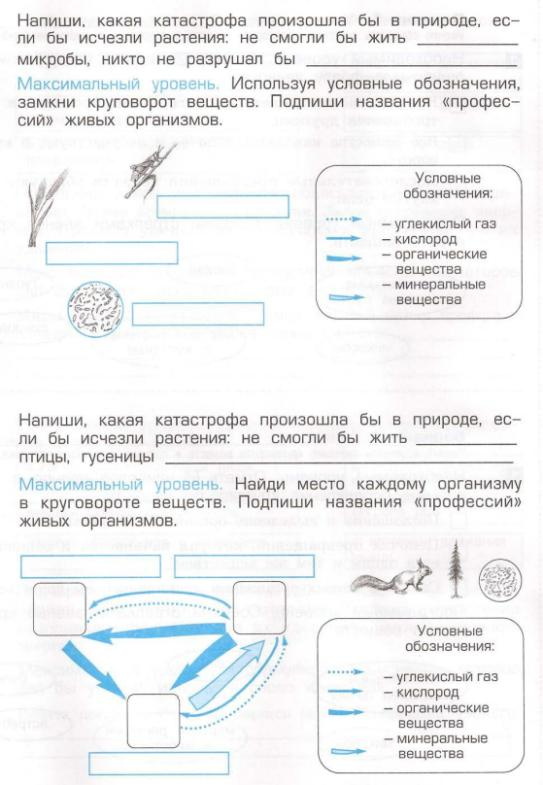 Напиши, какая катастрофа произошла бы в природе, ес-
ли бы исчезли растения: не смогли бы жить
микробы, никто не разрушал бы
Максимальный уровень. Используя условные обозначения,
замкни круговорот веществ. Подпиши названия «профес-
сий» живых организмов.
Условные
обозначения:
– углекислый газ
– кислород
– органические
вещества
– минеральные
вещества
Напиши, какая катастрофа произошла бы в природе, ес-
ли бы исчезли растения: не смогли бы жить
птицы, гусеницы
Максимальный уровень. Найди место каждому организму
в круговороте веществ. Подпиши названия «профессий»
живых организмов.
Условные
обозначения:
– углекислый газ
– кислород
– органические
вещества
– минеральные
вещества